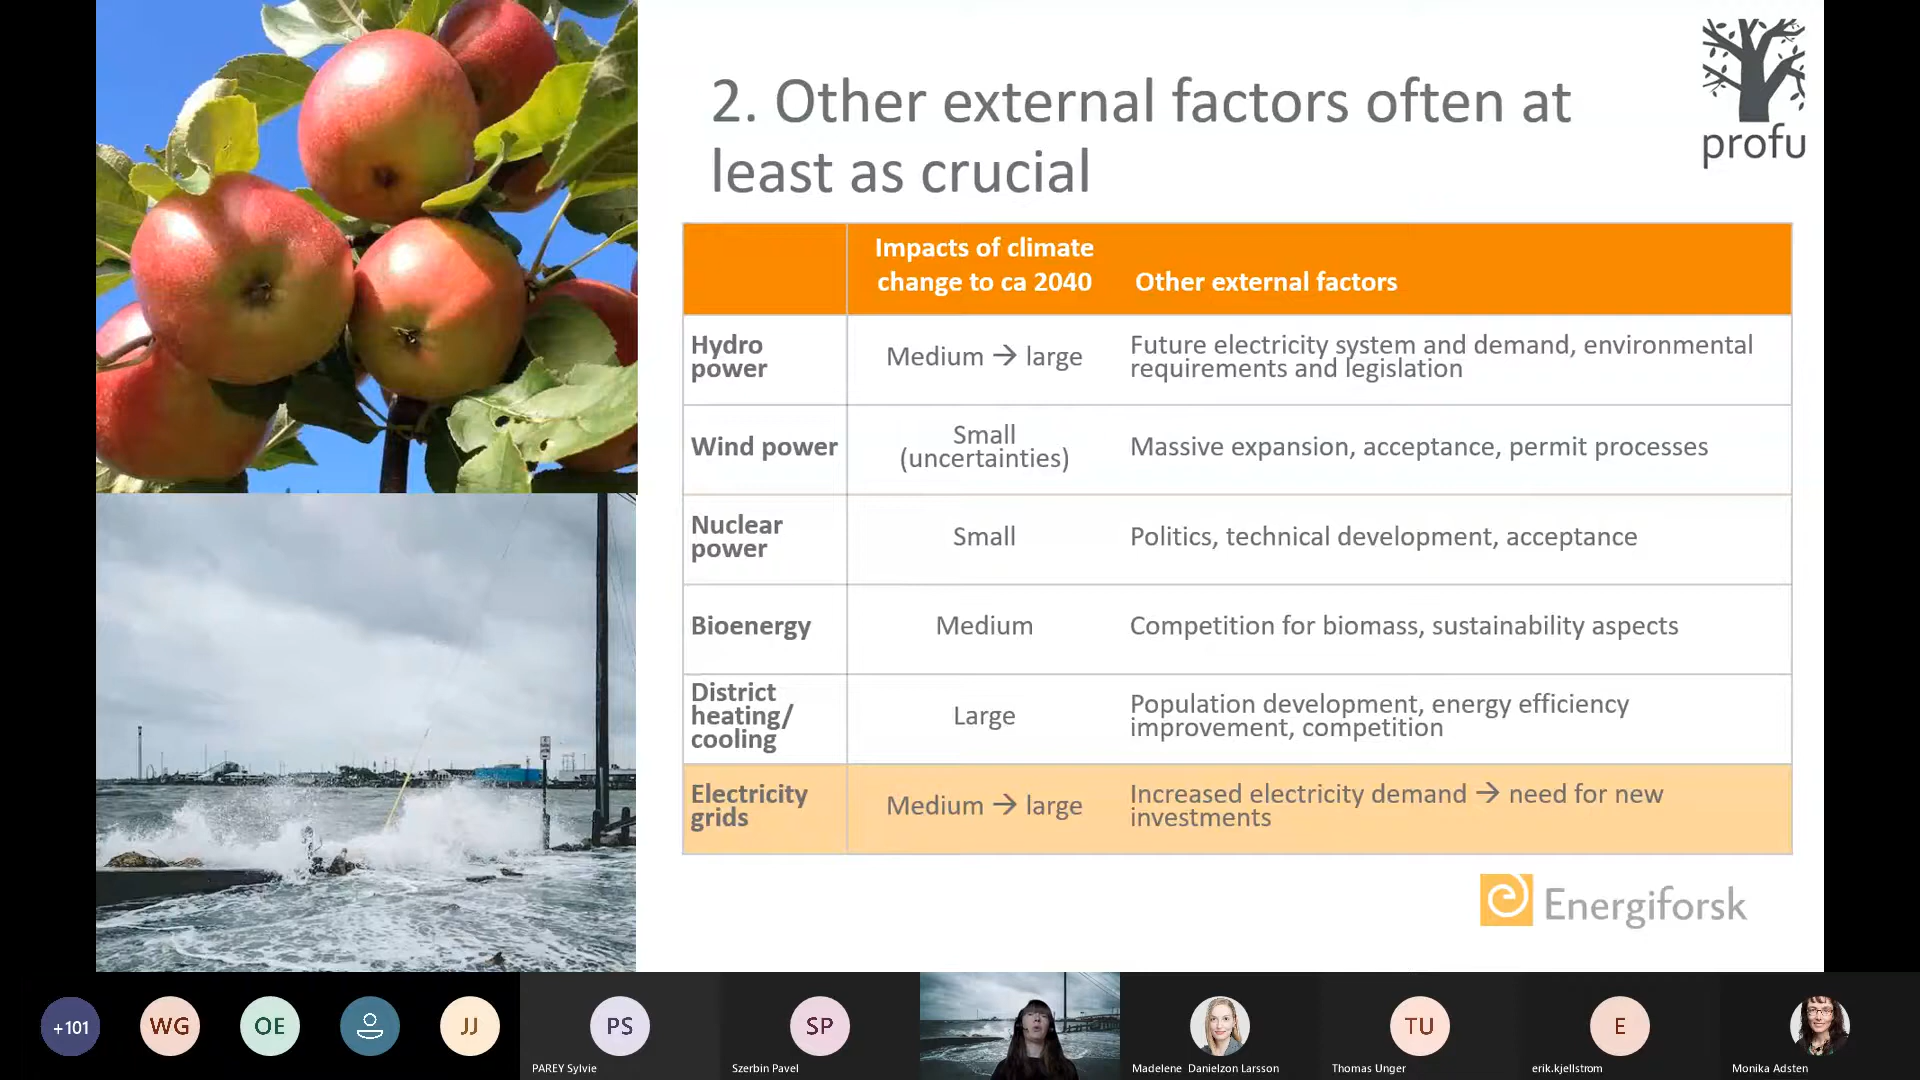 2. Other external factors often at
least as crucial
profu
Impacts of climate
change to ca 2040
Other external factors
Hydro
power
Medium → large
Future electricity system and demand, environmental
requirements and legislation
Wind power
Small
(uncertainties)
Massive expansion, acceptance, permit processes
Nuclear
power
Small
Politics, technical development, acceptance
Bioenergy
Medium
Competition for biomass, sustainability aspects
District
heating/
cooling
Large
Population development, energy efficiency
improvement, competition
Electricity
grids
Medium → large
Increased electricity demand → need for new
investments
Energiforsk
+101
WG
OE
JJ
PS
PAREY Sylvie
SP
Szerbin Pavel
Madelene Danielzon Larsson
TU
Thomas Unger
E
erik.kjellstrom
Monika Adsten